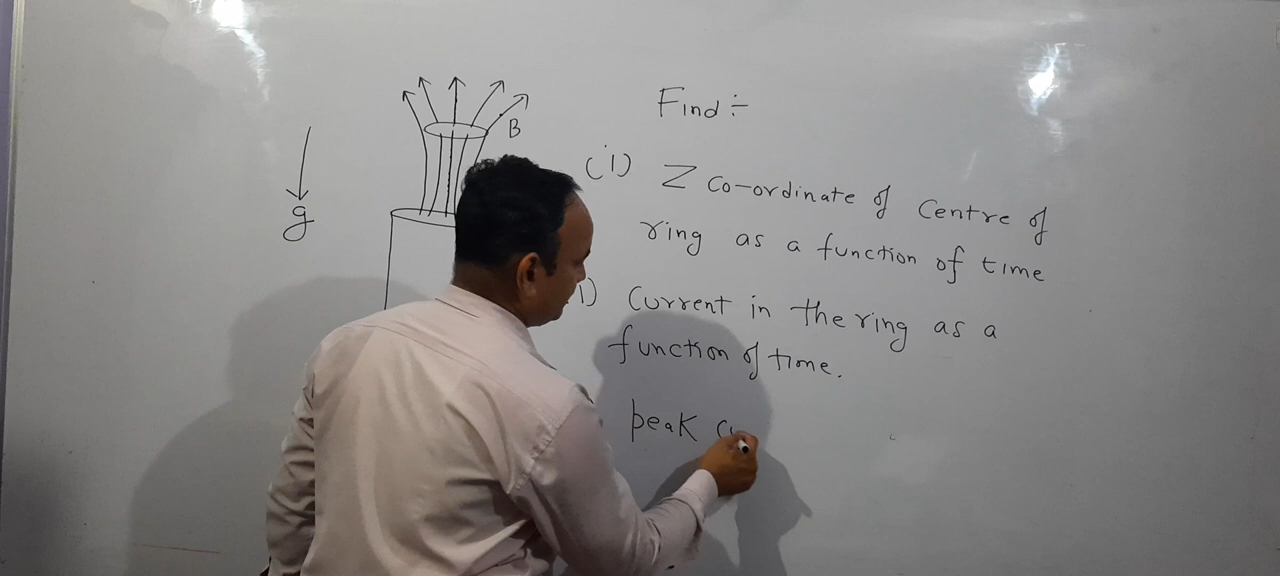 g
B
Find ÷
(i) Z Co-ordinate of Centre of
ring as a function of time
Current in the ring as a
function of time.
peak